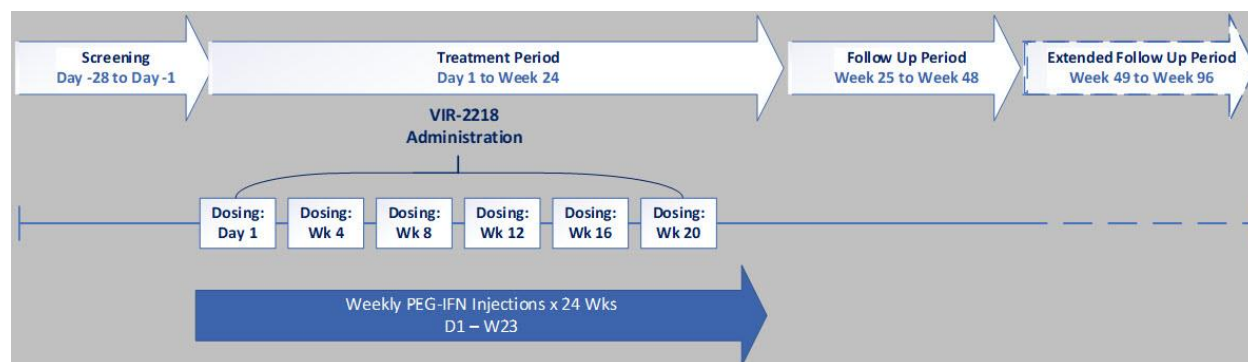 Screening
Day -28 to Day -1
Treatment Period
Day 1 to Week 24
Follow Up Period
Week 25 to Week 48
Extended Follow Up Period
Week 49 to Week 96
VIR-2218
Administration
Dosing:
Day 1
Dosing:
Wk 4
Dosing:
Wk 8
Dosing:
Wk 12
Dosing:
Wk 16
Dosing:
Wk 20
Weekly PEG-IFN Injections x 24 Wks
D1 – W23